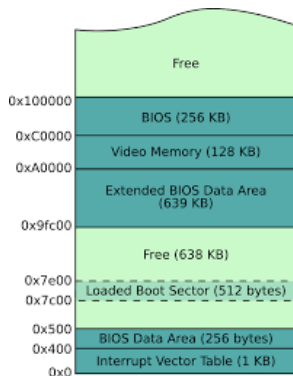 Free
0x100000
BIOS (256 KB)
0xC0000
Video Memory (128 KB)
0xA0000
Extended BIOS Data Area
(639 KB)
0x9fc00
Free (638 KB)
0x7e00
Loaded Boot Sector (512 bytes)
0x7c00
0x500
BIOS Data Area (256 bytes)
0x400
Interrupt Vector Table (1 KB)
0x0